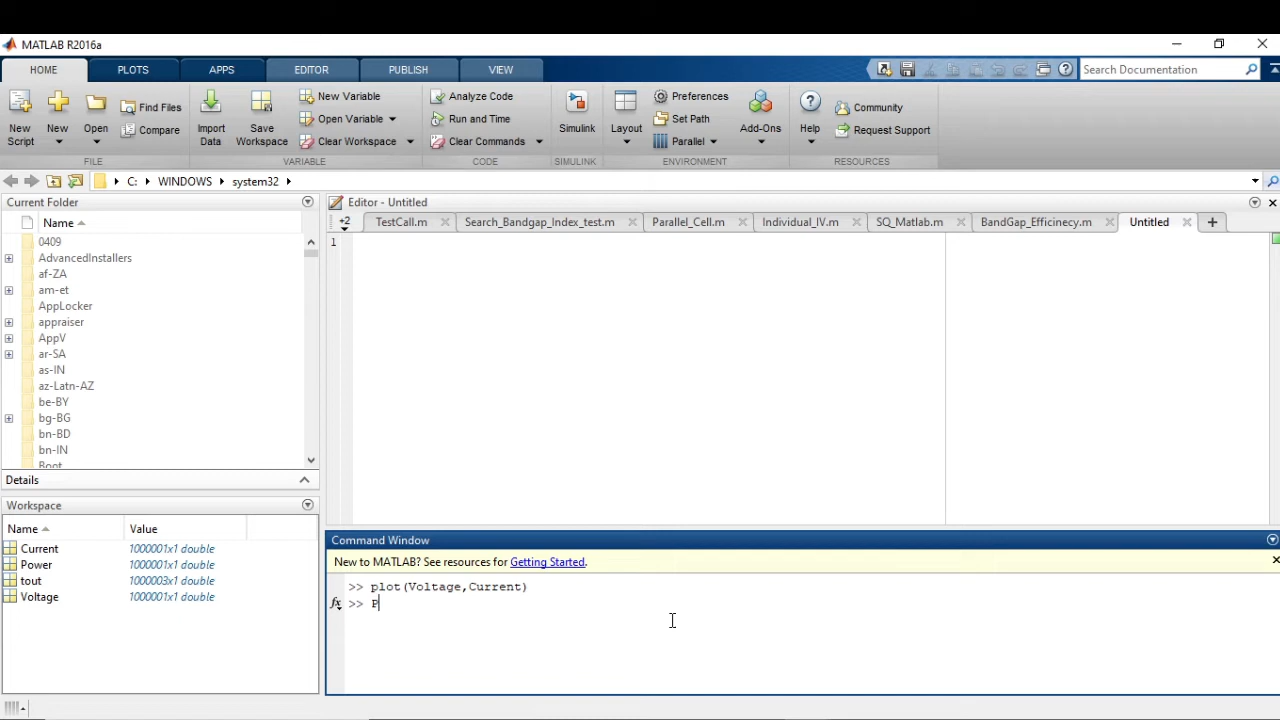 MATLAB R2016a
HOME
PLOTS
APPS
EDITOR
PUBLISH
VIEW
Search Documentation
New Script
New
Open
Find Files
Compare
FILE
Import Data
Save Workspace
New Variable
Open Variable
Clear Workspace
VARIABLE
Analyze Code
Run and Time
Clear Commands
CODE
Simulink
SIMULINK
Layout
Preferences
Set Path
Parallel
Add-Ons
ENVIRONMENT
Help
Community
Request Support
RESOURCES
C: WINDOWS system32
Current Folder
Name
0409
AdvancedInstallers
af-ZA
am-et
AppLocker
appraiser
AppV
ar-SA
as-IN
az-Latn-AZ
be-BY
bg-BG
bn-BD
bn-IN
Boot
Details
Workspace
Name Value
Current 1000001x1 double
Power 1000001x1 double
tout 1000003x1 double
Voltage 1000001x1 double
Editor - Untitled
+2 TestCall.m Search_Bandgap_Index_test.m Parallel_Cell.m Individual_IV.m SQ_Matlab.m BandGap_Efficinecy.m Untitled
1
Command Window
New to MATLAB? See resources for Getting Started.
>> plot(Voltage,Current)
fx >> P